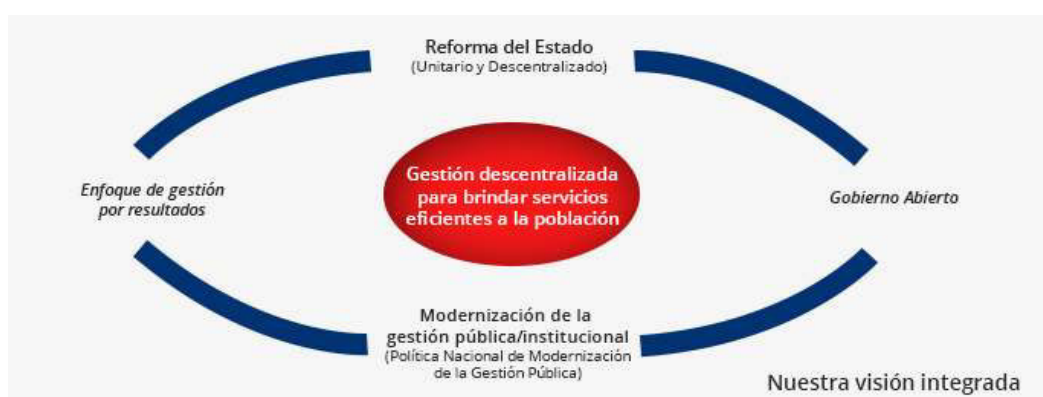 Reforma del Estado
(Unitario y Descentralizado)
Gestión descentralizada
para brindar servicios
eficientes a la población
Enfoque de gestión
por resultados
Gobierno Abierto
Modernización de la
gestión pública/institucional
(Política Nacional de Modernización
de la Gestión Pública)
Nuestra visión integrada